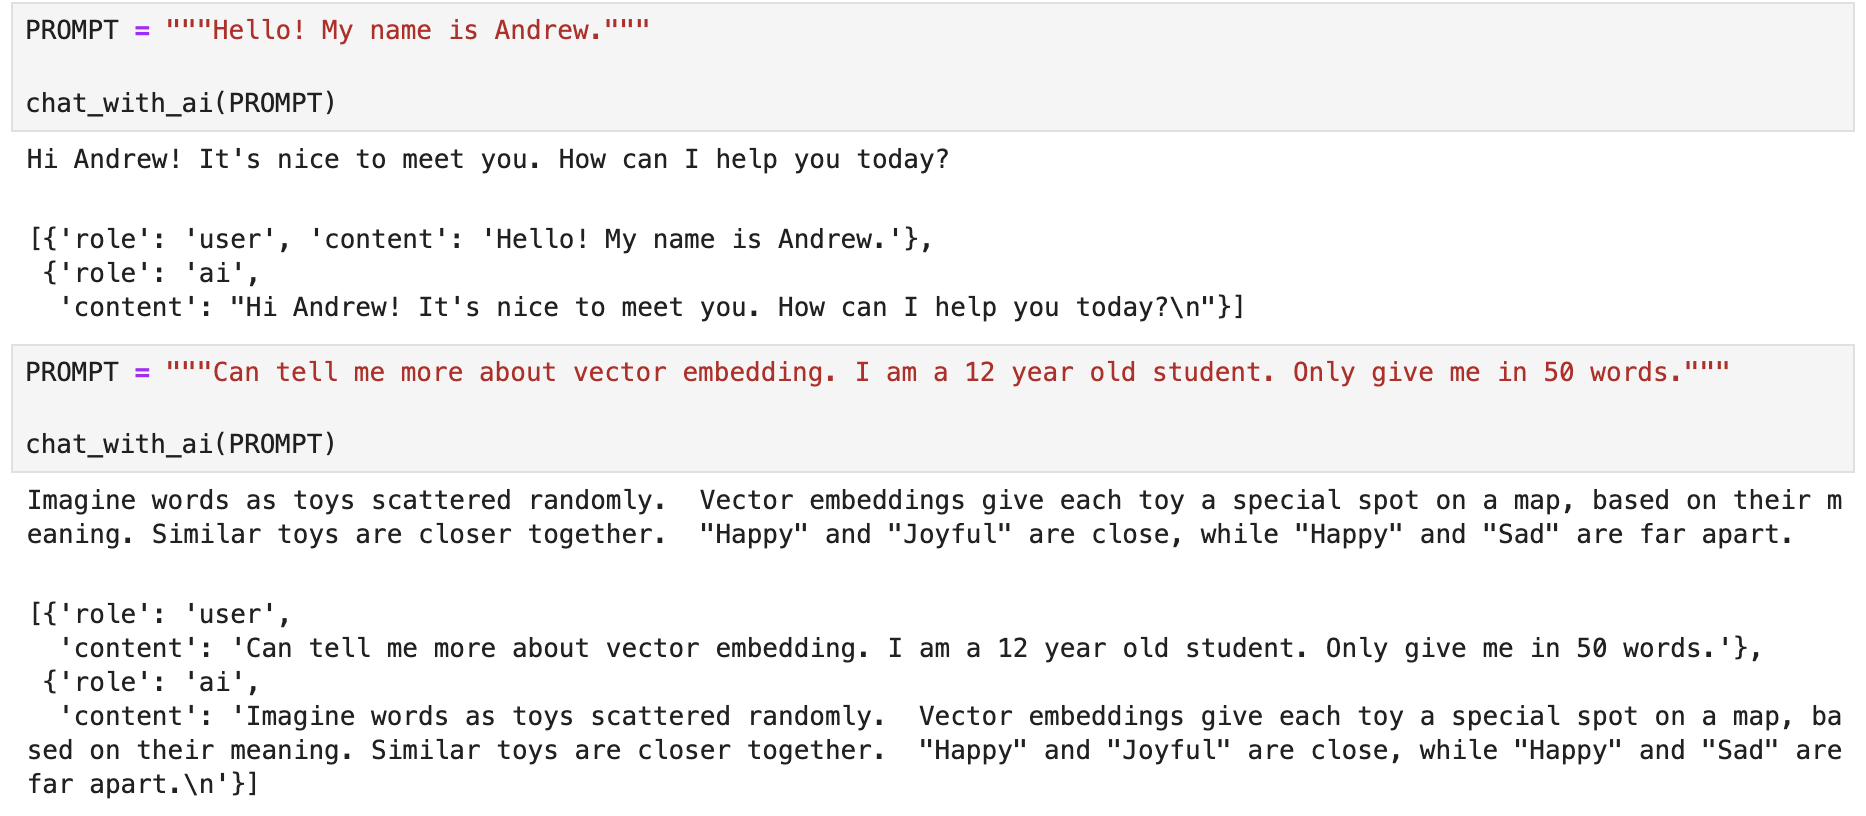 PROMPT = """Hello! My name is Andrew."""
chat_with_ai(PROMPT)
Hi Andrew! It's nice to meet you. How can I help you today?
[{'role': 'user', 'content': 'Hello! My name is Andrew.'},
 {'role': 'ai',
  'content': "Hi Andrew! It's nice to meet you. How can I help you today?\n"}]
PROMPT = """Can tell me more about vector embedding. I am a 12 year old student. Only give me in 50 words."""
chat_with_ai(PROMPT)
Imagine words as toys scattered randomly.  Vector embeddings give each toy a special spot on a map, based on their m
eaning. Similar toys are closer together.  "Happy" and "Joyful" are close, while "Happy" and "Sad" are far apart.
[{'role': 'user',
  'content': 'Can tell me more about vector embedding. I am a 12 year old student. Only give me in 50 words.'},
 {'role': 'ai',
  'content': 'Imagine words as toys scattered randomly.  Vector embeddings give each toy a special spot on a map, ba
sed on their meaning. Similar toys are closer together.  "Happy" and "Joyful" are close, while "Happy" and "Sad" are
far apart.\n'}]